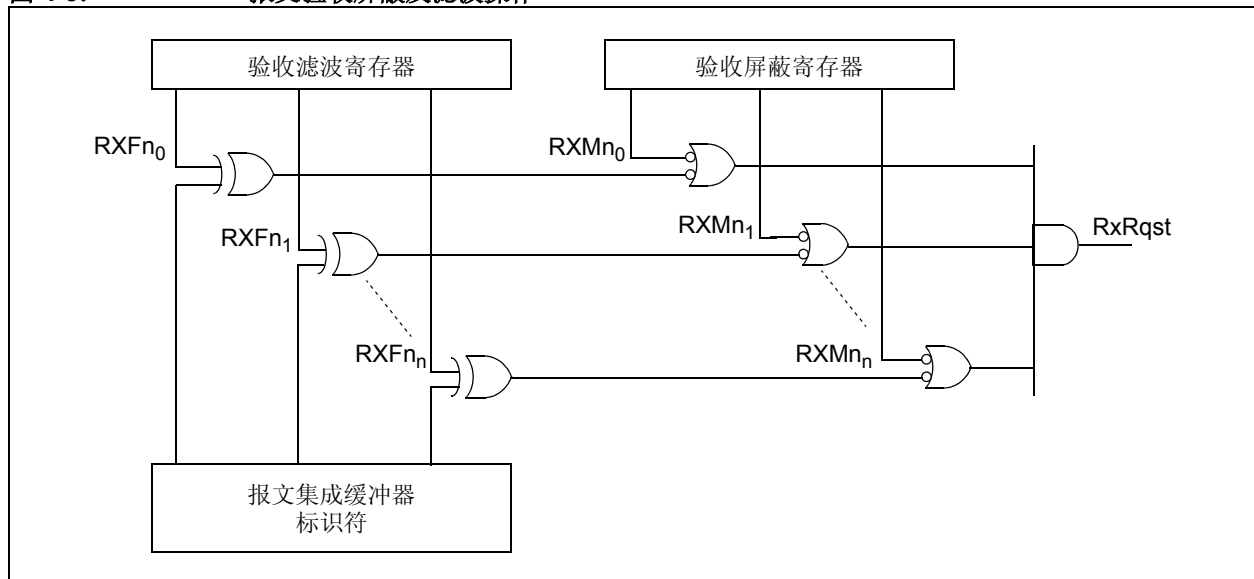 验收滤波寄存器
验收屏蔽寄存器
RXFn0
RXMn0
RXFn1
RXMn1
RxRqst
RXFnn
RXMnn
报文集成缓冲器
标识符